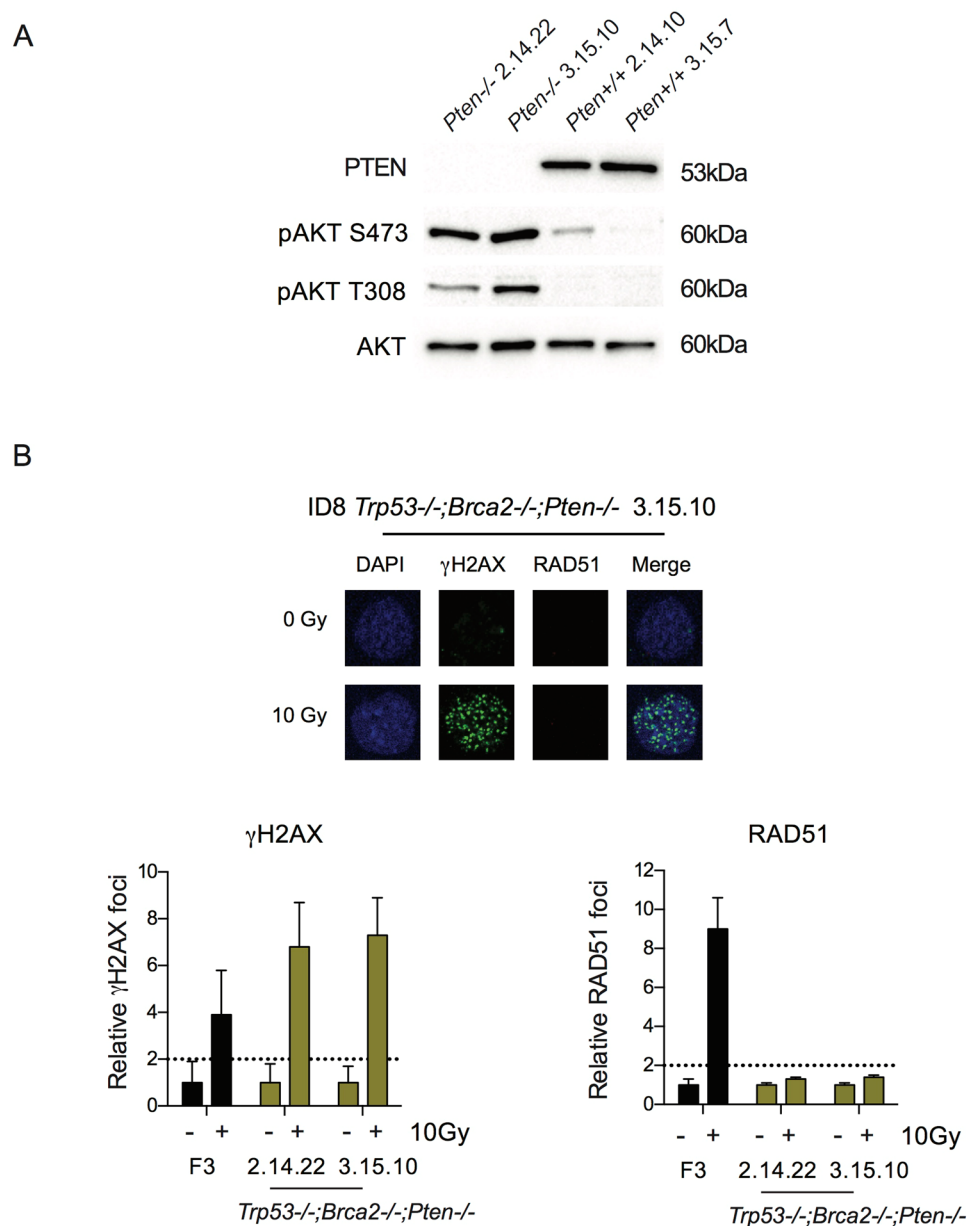 A
Pten-/- 2.14.22
Pten-/- 3.15.10
Pten+/+ 2.14.10
Pten+/+ 3.15.7
PTEN 53kDa
pAKT S473 60kDa
pAKT T308 60kDa
AKT 60kDa
B
ID8 Trp53-/-;Brca2-/-;Pten-/- 3.15.10
DAPI γH2AX RAD51 Merge
0 Gy
10 Gy
γH2AX
Relative γH2AX foci
10
8
6
4
2
0
- + - + - + 10Gy
F3 2.14.22 3.15.10
Trp53-/-;Brca2-/-;Pten-/-
RAD51
Relative RAD51 foci
12
10
8
6
4
2
0
- + - + - + 10Gy
F3 2.14.22 3.15.10
Trp53-/-;Brca2-/-;Pten-/-